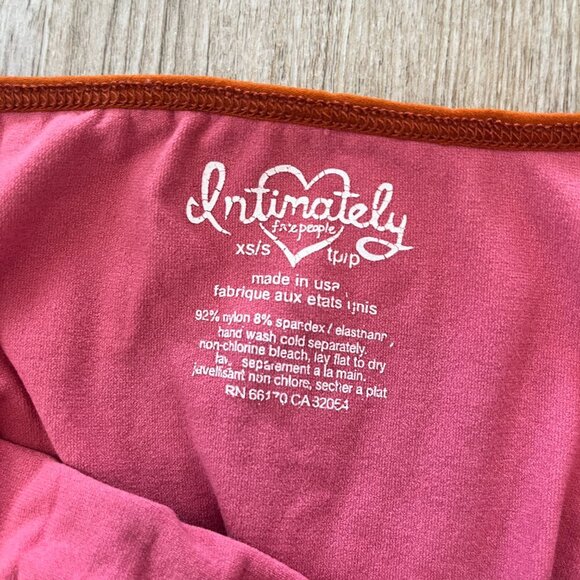 Intimately
free people
xs/s tp/p
made in usa
fabrique aux etats unis
92% nylon 8% spandex / elasthann,
hand wash cold separately.
non-chlorine bleach, lay flat to dry
lav. separement a la main.
javellisant non chlore, secher a plat
RN 66170 CA 32054